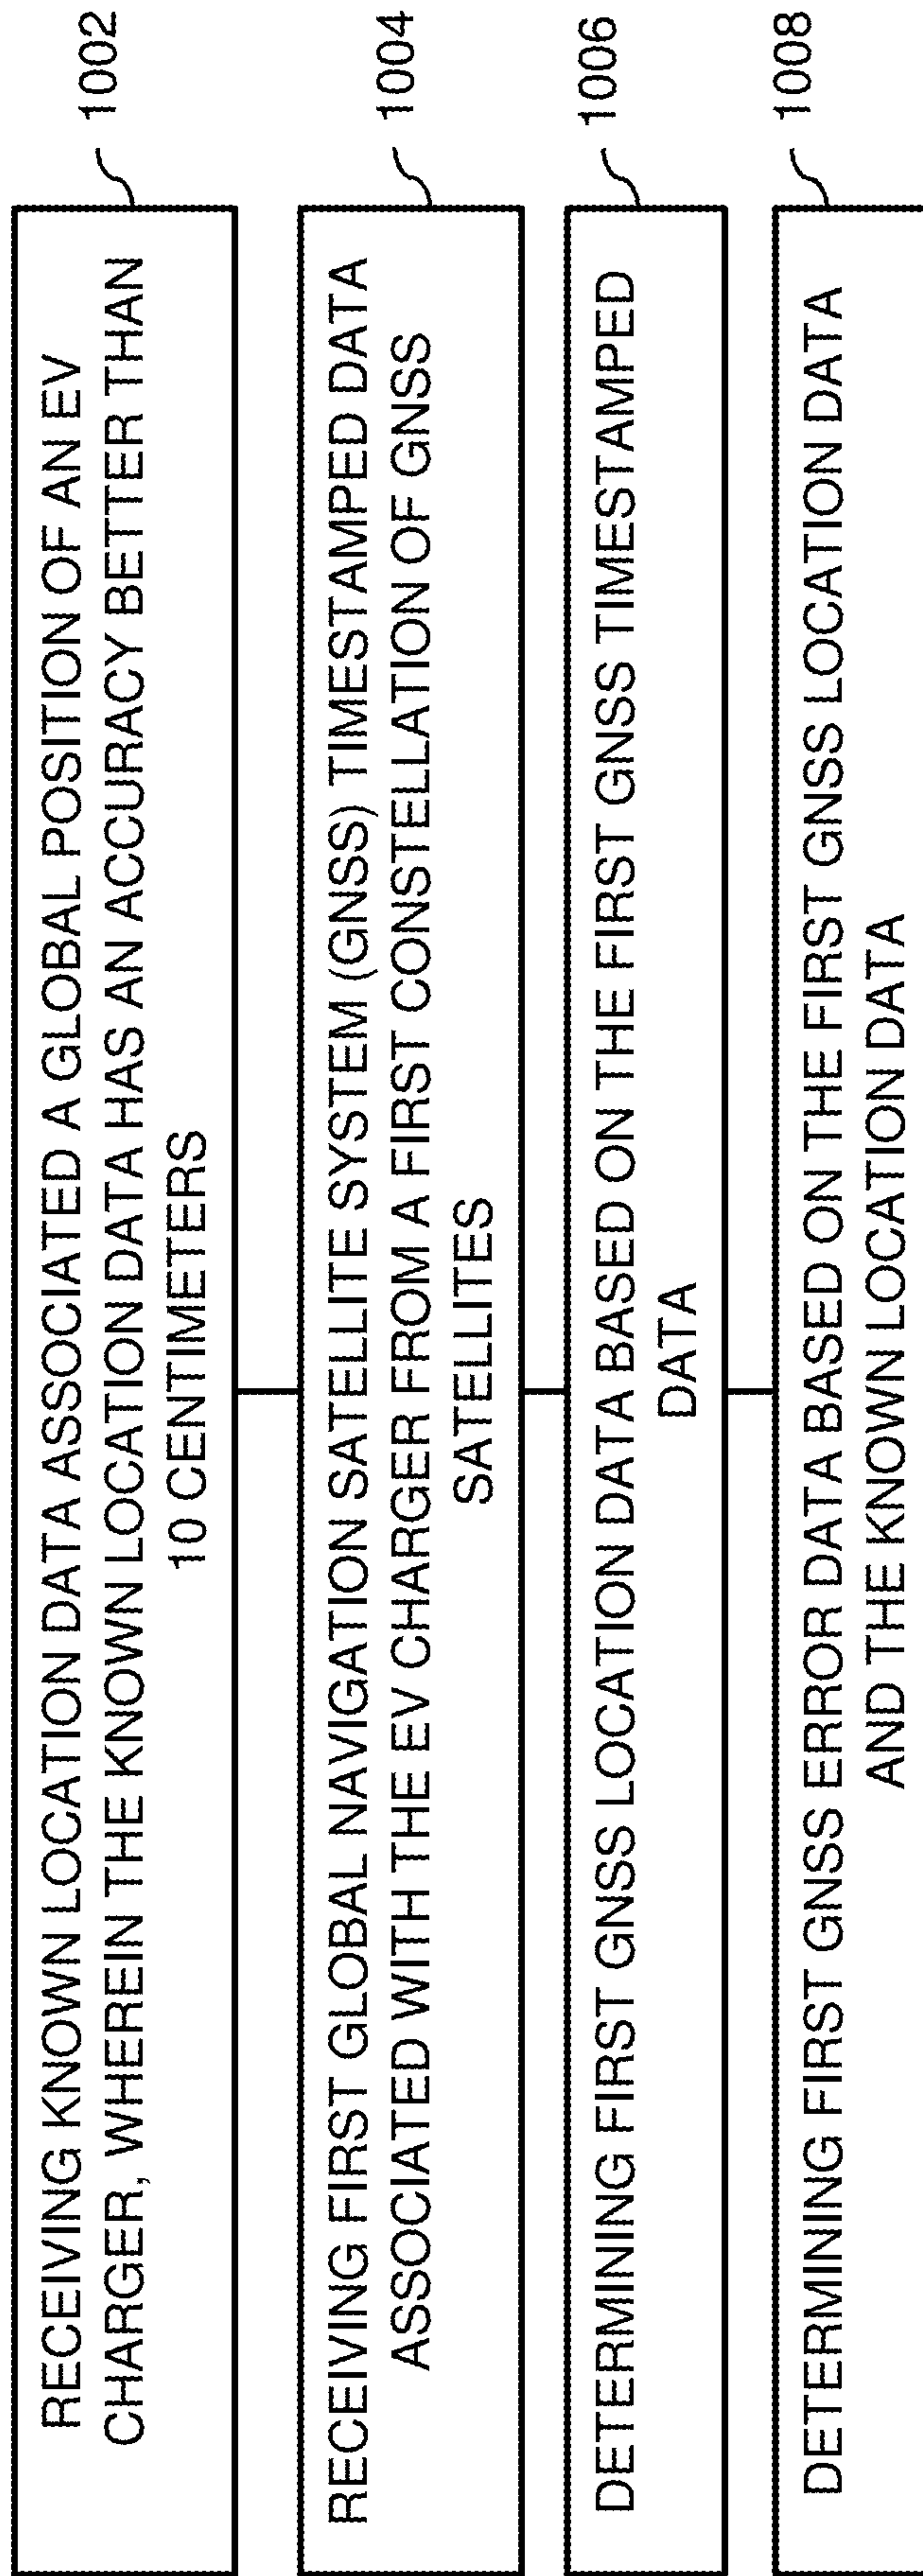 RECEIVING KNOWN LOCATION DATA ASSOCIATED A GLOBAL POSITION OF AN EV
CHARGER, WHEREIN THE KNOWN LOCATION DATA HAS AN ACCURACY BETTER THAN
10 CENTIMETERS
1002
RECEIVING FIRST GLOBAL NAVIGATION SATELLITE SYSTEM (GNSS) TIMESTAMPED DATA
ASSOCIATED WITH THE EV CHARGER FROM A FIRST CONSTELLATION OF GNSS
SATELLITES
1004
DETERMINING FIRST GNSS LOCATION DATA BASED ON THE FIRST GNSS TIMESTAMPED
DATA
1006
DETERMINING FIRST GNSS ERROR DATA BASED ON THE FIRST GNSS LOCATION DATA
AND THE KNOWN LOCATION DATA
1008